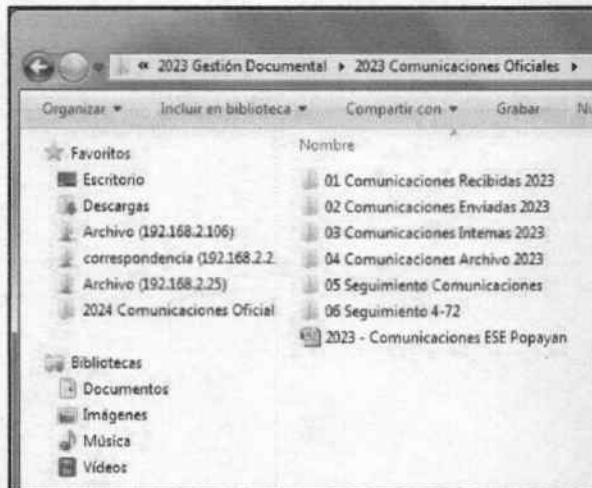 « 2023 Gestión Documental ▸ 2023 Comunicaciones Oficiales ▸
Organizar ▾ Incluir en biblioteca ▾ Compartir con ▾ Grabar
Favoritos
Escritorio
Descargas
Archivo (192.168.2.106)
correspondencia (192.168.2.2
Archivo (192.168.2.25)
2024 Comunicaciones Oficial
Bibliotecas
Documentos
Imágenes
Música
Vídeos
Nombre
01 Comunicaciones Recibidas 2023
02 Comunicaciones Enviadas 2023
03 Comunicaciones Internas 2023
04 Comunicaciones Archivo 2023
05 Seguimiento Comunicaciones
06 Seguimiento 4-72
2023 - Comunicaciones ESE Popayan